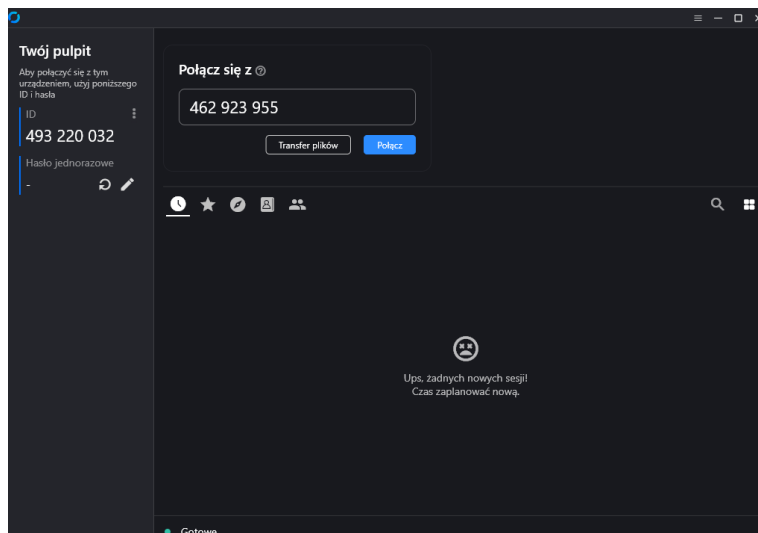 Twój pulpit
Aby połączyć się z tym
urządzeniem, użyj poniższego
ID i hasła
ID
493 220 032
Hasło jednorazowe
-
Połącz się z
462 923 955
Transfer plików
Połącz
Ups, żadnych nowych sesji!
Czas zaplanować nową.
Gotowe